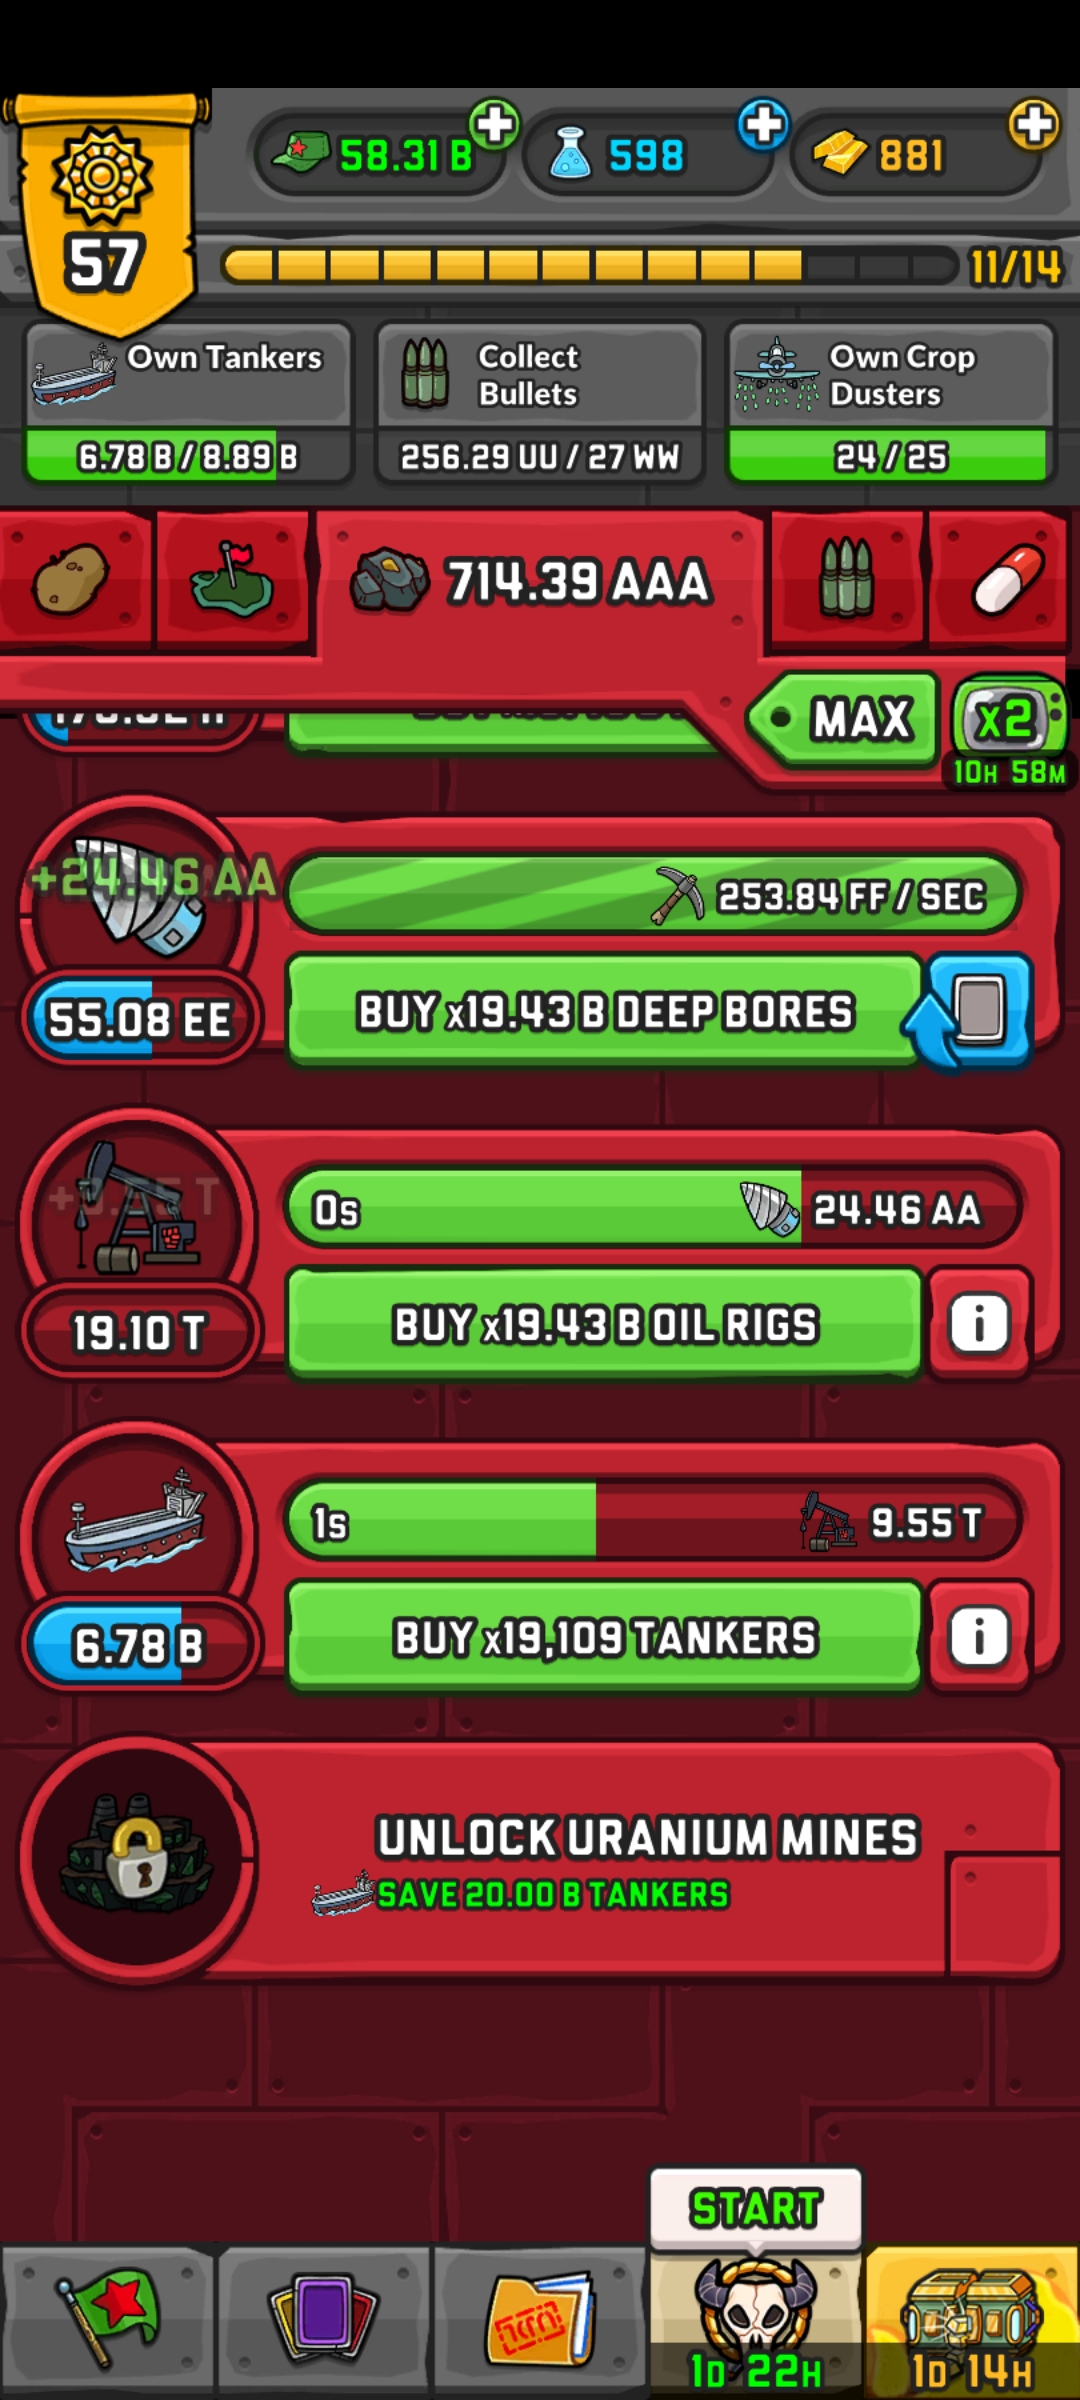 58.31 B
598
881
57
11/14
Own Tankers
6.78 B / 8.89 B
Collect
Bullets
256.29 UU / 27 WW
Own Crop
Dusters
24 / 25
714.39 AAA
MAX
x2
10H 58M
+24.46 AA
253.84 FF / SEC
55.08 EE
BUY x19.43 B DEEP BORES
0s
24.46 AA
19.10 T
BUY x19.43 B OIL RIGS
i
1s
9.55 T
6.78 B
BUY x19,109 TANKERS
i
UNLOCK URANIUM MINES
SAVE 20.00 B TANKERS
START
1D 22H
1D 14H